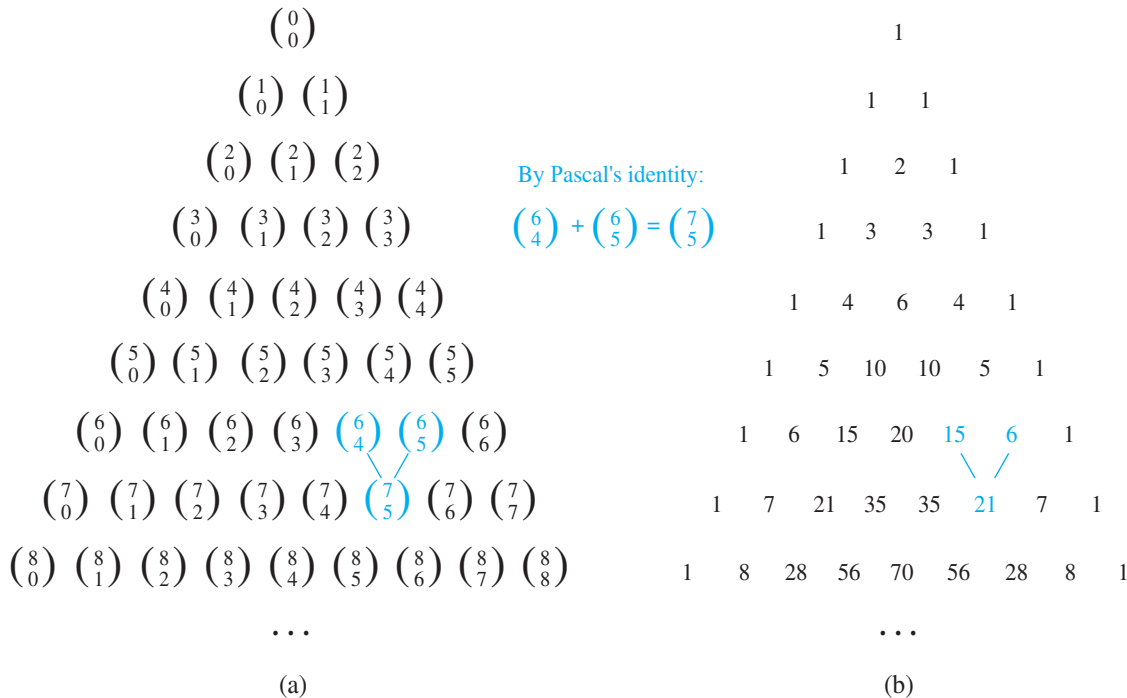 (0 0)
(1 0) (1 1)
(2 0) (2 1) (2 2)
(3 0) (3 1) (3 2) (3 3)
(4 0) (4 1) (4 2) (4 3) (4 4)
(5 0) (5 1) (5 2) (5 3) (5 4) (5 5)
(6 0) (6 1) (6 2) (6 3) (6 4) (6 5) (6 6)
(7 0) (7 1) (7 2) (7 3) (7 4) (7 5) (7 6) (7 7)
(8 0) (8 1) (8 2) (8 3) (8 4) (8 5) (8 6) (8 7) (8 8)
...
(a)
By Pascal's identity:
(6 4) + (6 5) = (7 5)
1
1 1
1 2 1
1 3 3 1
1 4 6 4 1
1 5 10 10 5 1
1 6 15 20 15 6 1
1 7 21 35 35 21 7 1
1 8 28 56 70 56 28 8 1
...
(b)